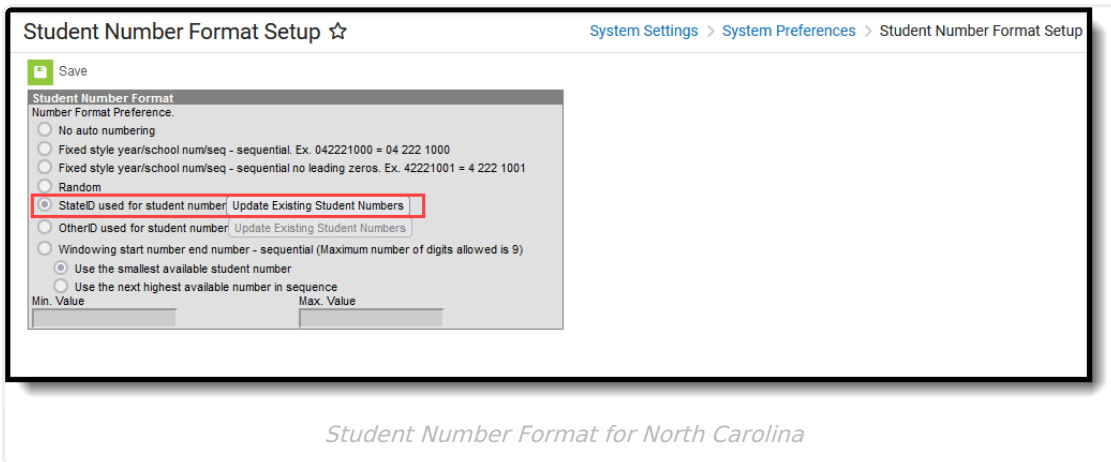 Student Number Format Setup ☆
System Settings > System Preferences > Student Number Format Setup
Save
Student Number Format
Number Format Preference.
No auto numbering
Fixed style year/school num/seq - sequential. Ex. 042221000 = 04 222 1000
Fixed style year/school num/seq - sequential no leading zeros. Ex. 42221001 = 4 222 1001
Random
StateID used for student number Update Existing Student Numbers
OtherID used for student number Update Existing Student Numbers
Windowing start number end number - sequential (Maximum number of digits allowed is 9)
Use the smallest available student number
Use the next highest available number in sequence
Min. Value Max. Value
Student Number Format for North Carolina